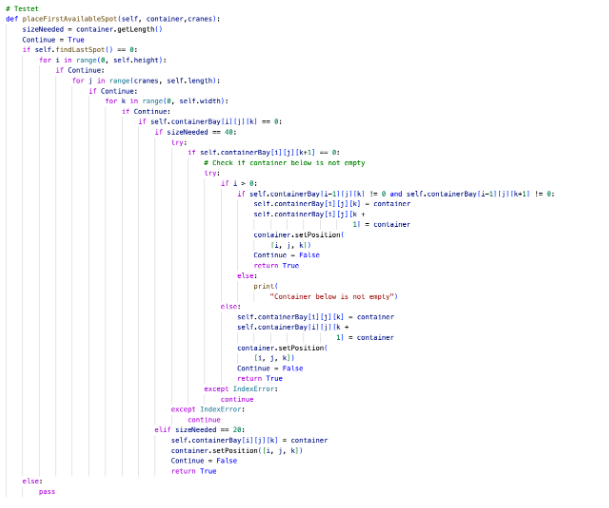 # Testet
def placeFirstAvailableSpot(self, container,cranes):
    sizeNeeded = container.getLength()
    Continue = True
    if self.findLastSpot() == 0:
        for i in range(0, self.height):
            if Continue:
                for j in range(cranes, self.length):
                    if Continue:
                        for k in range(0, self.width):
                            if Continue:
                                if self.containerBay[i][j][k] == 0:
                                    if sizeNeeded == 40:
                                        try:
                                            if self.containerBay[i][j][k+1] == 0:
                                                # Check if container below is not empty
                                                try:
                                                    if i > 0:
                                                        if self.containerBay[i-1][j][k] != 0 and self.containerBay[i-1][j][k+1] != 0:
                                                            self.containerBay[i][j][k] = container
                                                            self.containerBay[i][j][k +
                                                                                    1] = container
                                                            container.setPosition(
                                                                [i, j, k])
                                                            Continue = False
                                                            return True
                                                        else:
                                                            print(
                                                                "Container below is not empty")
                                                    else:
                                                        self.containerBay[i][j][k] = container
                                                        self.containerBay[i][j][k +
                                                                                1] = container
                                                        container.setPosition(
                                                            [i, j, k])
                                                        Continue = False
                                                        return True
                                                except IndexError:
                                                    continue
                                        except IndexError:
                                            continue
                                    elif sizeNeeded == 20:
                                        self.containerBay[i][j][k] = container
                                        container.setPosition([i, j, k])
                                        Continue = False
                                        return True
    else:
        pass